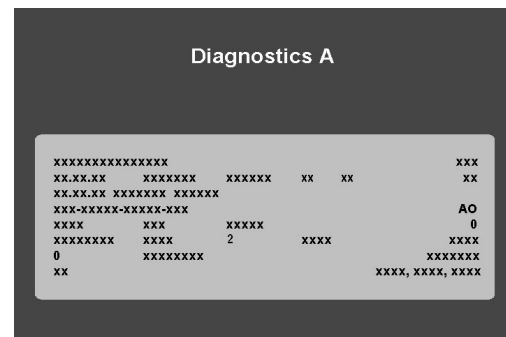 Diagnostics A
xxxxxxxxxxxxxxx xxx
xx.xx.xx xxxxxxx xxxxxx xx xx xx
xx.xx.xx xxxxxxx xxxxxx
xxx-xxxxx-xxxxx-xxx AO
xxxx xxx xxxxx 0
xxxxxxxx xxxx 2 xxxx xxxx
0 xxxxxxxx xxxxxxx
xx xxxx, xxxx, xxxx